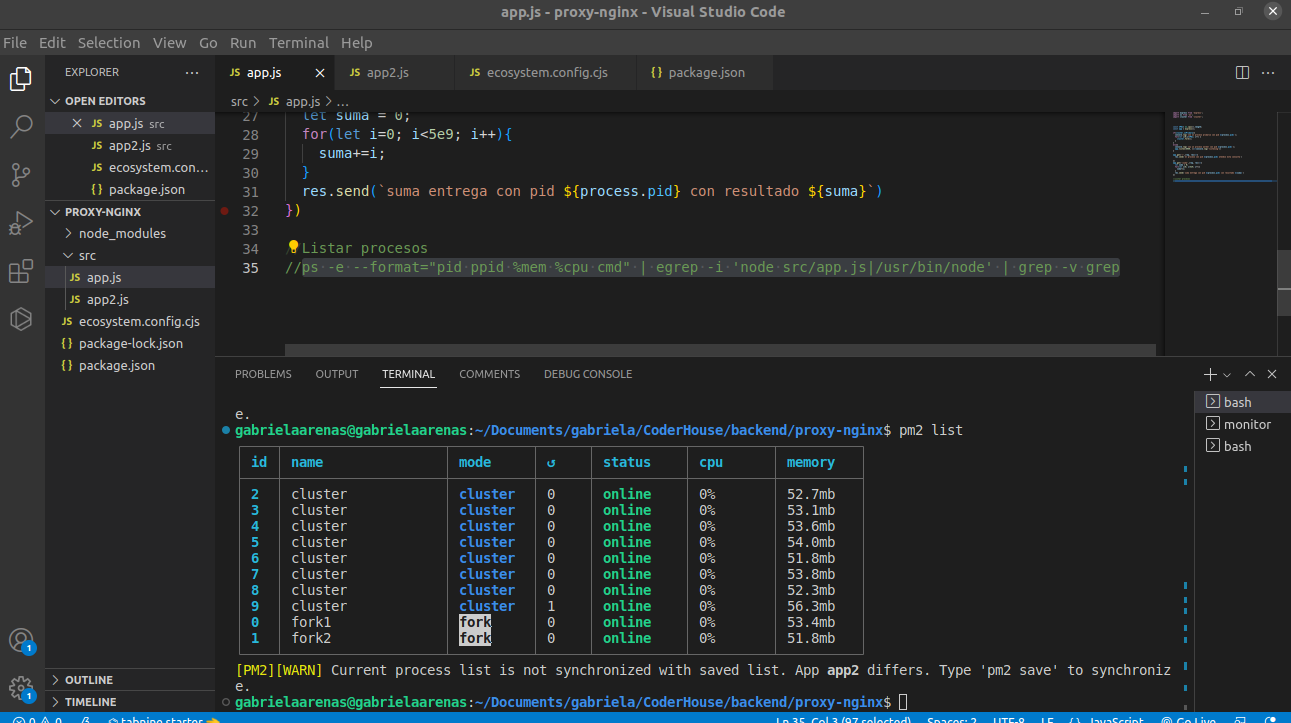 app.js - proxy-nginx - Visual Studio Code
File Edit Selection View Go Run Terminal Help
EXPLORER
OPEN EDITORS
app.js src
app2.js src
ecosystem.con...
package.json
PROXY-NGINX
node_modules
src
app.js
app2.js
ecosystem.config.cjs
package-lock.json
package.json
OUTLINE
TIMELINE
app.js app2.js ecosystem.config.cjs package.json
src > app.js > ...
27 let suma = 0;
28 for(let i=0; i<5e9; i++){
29 suma+=i;
30 }
31 res.send(`suma entrega con pid ${process.pid} con resultado ${suma}`)
32 })
33
34 Listar procesos
35 //ps -e --format="pid ppid %mem %cpu cmd" | egrep -i 'node src/app.js|/usr/bin/node' | grep -v grep
PROBLEMS OUTPUT TERMINAL COMMENTS DEBUG CONSOLE
bash
monitor
bash
e.
gabrielaarenas@gabrielaarenas:~/Documents/gabriela/CoderHouse/backend/proxy-nginx$ pm2 list
id name mode ↺ status cpu memory
2 cluster cluster 0 online 0% 52.7mb
3 cluster cluster 0 online 0% 53.1mb
4 cluster cluster 0 online 0% 53.6mb
5 cluster cluster 0 online 0% 54.0mb
6 cluster cluster 0 online 0% 51.8mb
7 cluster cluster 0 online 0% 53.8mb
8 cluster cluster 0 online 0% 52.3mb
9 cluster cluster 1 online 0% 56.3mb
0 fork1 fork 0 online 0% 53.4mb
1 fork2 fork 0 online 0% 51.8mb
[PM2][WARN] Current process list is not synchronized with saved list. App app2 differs. Type 'pm2 save' to synchroniz
e.
gabrielaarenas@gabrielaarenas:~/Documents/gabriela/CoderHouse/backend/proxy-nginx$
1
1
0 0 tabnine starter Ln 35, Col 3 (97 selected) Spaces: 2 UTF-8 LF {} JavaScript Go Live